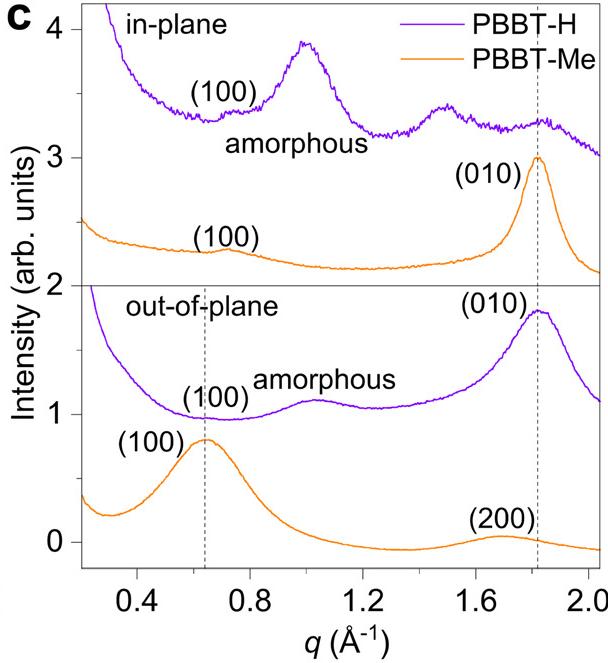 c
in-plane
PBBT-H
PBBT-Me
(100)
amorphous
(010)
(100)
out-of-plane
(010)
amorphous
(100)
(100)
(200)
4
3
2
1
0
Intensity (arb. units)
0.4 0.8 1.2 1.6 2.0
q (Å⁻¹)